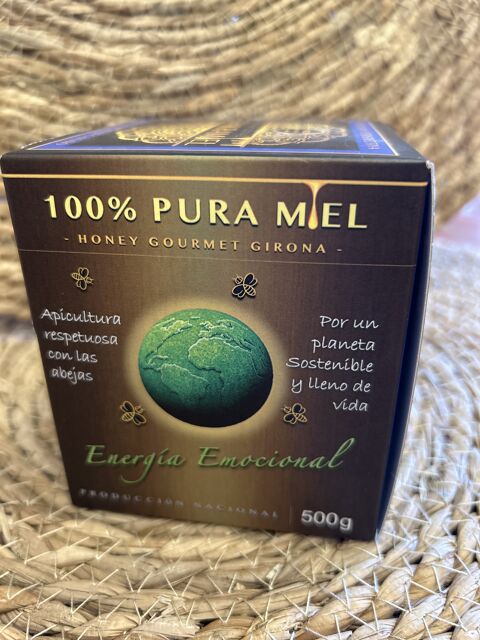 100% PURA MIEL
- HONEY GOURMET GIRONA -
Apicultura
respetuosa
con las
abejas
Por un
planeta
Sostenible
y lleno de
vida
Energía Emocional
PRODUCCIÓN NACIONAL
500g